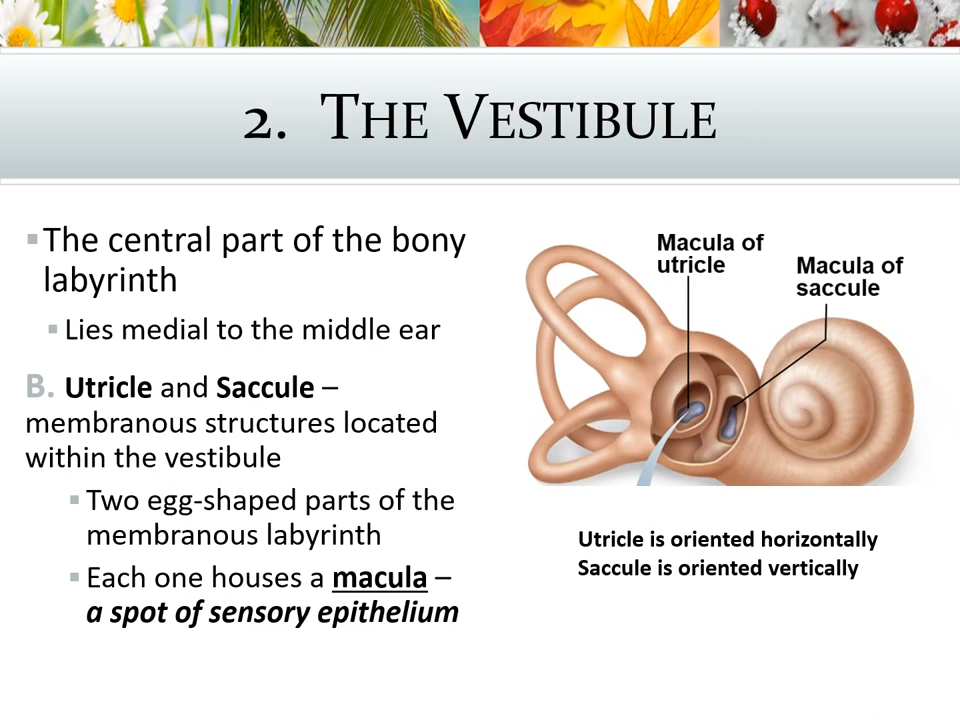 2. THE VESTIBULE
▪The central part of the bony
labyrinth
▪ Lies medial to the middle ear
B. Utricle and Saccule –
membranous structures located
within the vestibule
▪ Two egg-shaped parts of the
membranous labyrinth
▪ Each one houses a macula –
a spot of sensory epithelium
Macula of
utricle
Macula of
saccule
Utricle is oriented horizontally
Saccule is oriented vertically